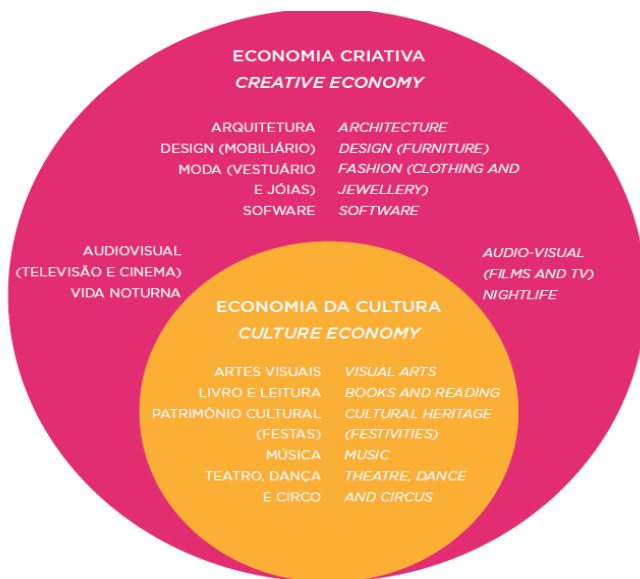 ECONOMIA CRIATIVA
CREATIVE ECONOMY
ARQUITETURA ARCHITECTURE
DESIGN (MOBILIÁRIO) DESIGN (FURNITURE)
MODA (VESTUÁRIO FASHION (CLOTHING AND
E JÓIAS) JEWELLERY)
SOFWARE SOFTWARE
AUDIOVISUAL AUDIO-VISUAL
(TELEVISÃO E CINEMA) (FILMS AND TV)
VIDA NOTURNA NIGHTLIFE
ECONOMIA DA CULTURA
CULTURE ECONOMY
ARTES VISUAIS VISUAL ARTS
LIVRO E LEITURA BOOKS AND READING
PATRIMÔNIO CULTURAL CULTURAL HERITAGE
(FESTAS) (FESTIVITIES)
MÚSICA MUSIC
TEATRO, DANÇA THEATRE, DANCE
E CIRCO AND CIRCUS